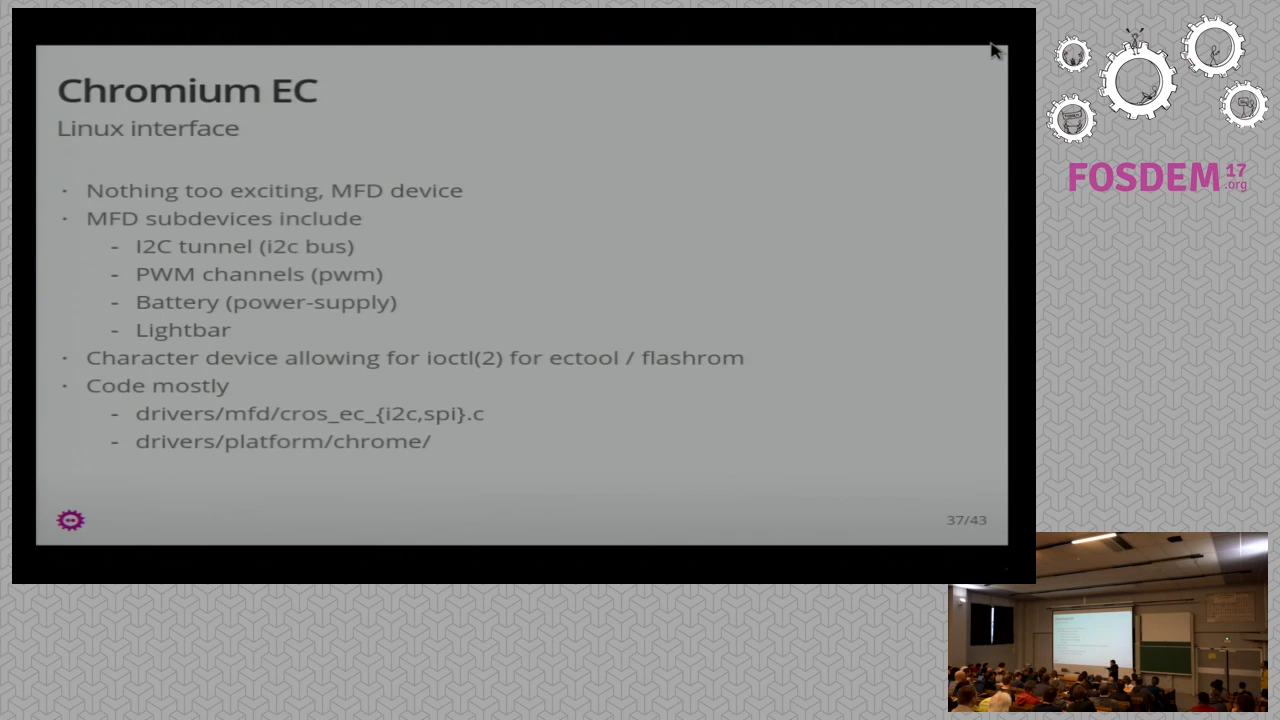 Chromium EC
Linux interface
· Nothing too exciting, MFD device
· MFD subdevices include
- I2C tunnel (i2c bus)
- PWM channels (pwm)
- Battery (power-supply)
- Lightbar
· Character device allowing for ioctl(2) for ectool / flashrom
· Code mostly
- drivers/mfd/cros_ec_{i2c,spi}.c
- drivers/platform/chrome/
37/43
FOSDEM 17
.org